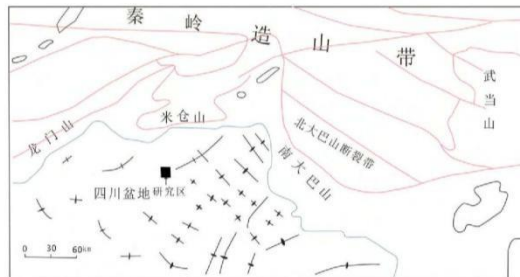 秦岭造山带
武当山
龙门山
米仓山
北大巴山断裂带
南大巴山
四川盆地研究区
0 30 60km